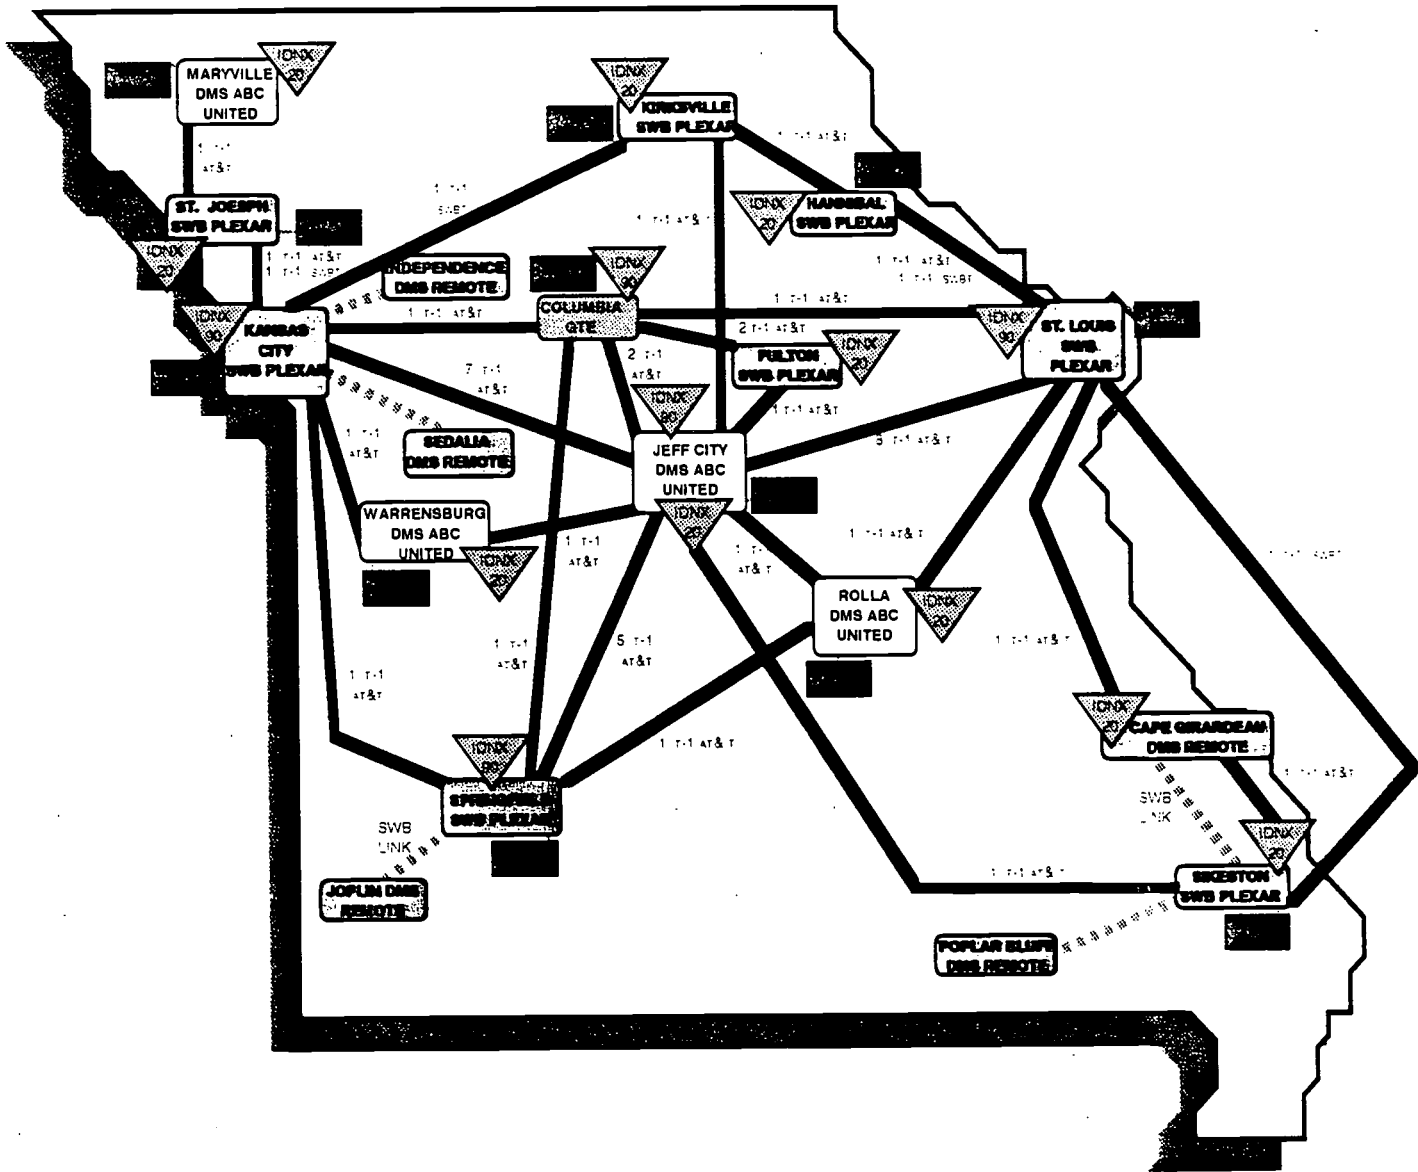 IDNX
20
MARYVILLE
DMS ABC
UNITED
1 T-1
AT&T
ST. JOESPH
SWB PLEXAR
IDNX
20
1 T-1 AT&T
1 T-1 SWBT
IDNX
20
KIRKSVILLE
SWB PLEXAR
1 T-1 AT&T
1 T-1
SWBT
1 T-1 AT&T
IDNX
20
HANNIBAL
SWB PLEXAR
1 T-1 AT&T
1 T-1 SWBT
INDEPENDENCE
DMS REMOTE
IDNX
90
COLUMBIA
GTE
1 T-1 AT&T
1 T-1 AT&T
IDNX
90
KANSAS
CITY
SWB PLEXAR
IDNX
90
ST. LOUIS
SWB
PLEXAR
2 T-1 AT&T
FULTON
SWB PLEXAR
IDNX
20
2 T-1
AT&T
7 T-1
AT&T
IDNX
90
1 T-1 AT&T
1 T-1
AT&T
SEDALIA
DMS REMOTE
JEFF CITY
DMS ABC
UNITED
IDNX
20
T-1 AT&T
WARRENSBURG
DMS ABC
UNITED
IDNX
20
1 T-1
AT&T
1 T-1
AT&T
1 T-1 AT&T
1 T-1 SWBT
ROLLA
DMS ABC
UNITED
IDNX
20
1 T-1
AT&T
1 T-1
AT&T
5 T-1
AT&T
1 T-1 AT&T
1 T-1 AT&T
IDNX
20
CAPE GIRARDEAU
DMS REMOTE
1 T-1 AT&T
IDNX
90
SPRINGFIELD
SWB PLEXAR
SWB
LINK
JOPLIN DMS
REMOTE
SWB
LINK
IDNX
20
1 T-1 AT&T
SIKESTON
SWB PLEXAR
POPLAR BLUFF
DMS REMOTE